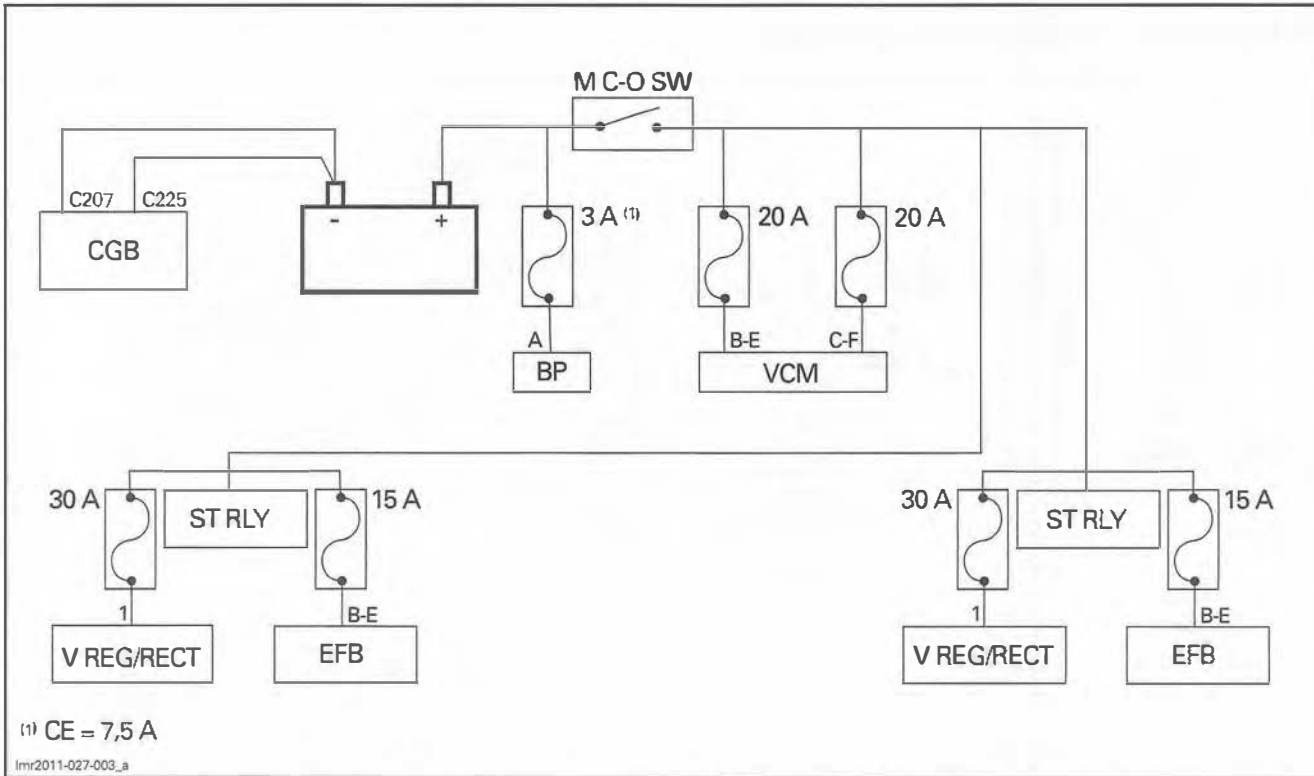 M C-O SW
C207 C225
- +
CGB
3 A (1)
20 A
20 A
A
B-E
C-F
BP
VCM
30 A
ST RLY
15 A
30 A
ST RLY
15 A
1
B-E
1
B-E
V REG/RECT
EFB
V REG/RECT
EFB
(1) CE = 7,5 A
lmr2011-027-003_a